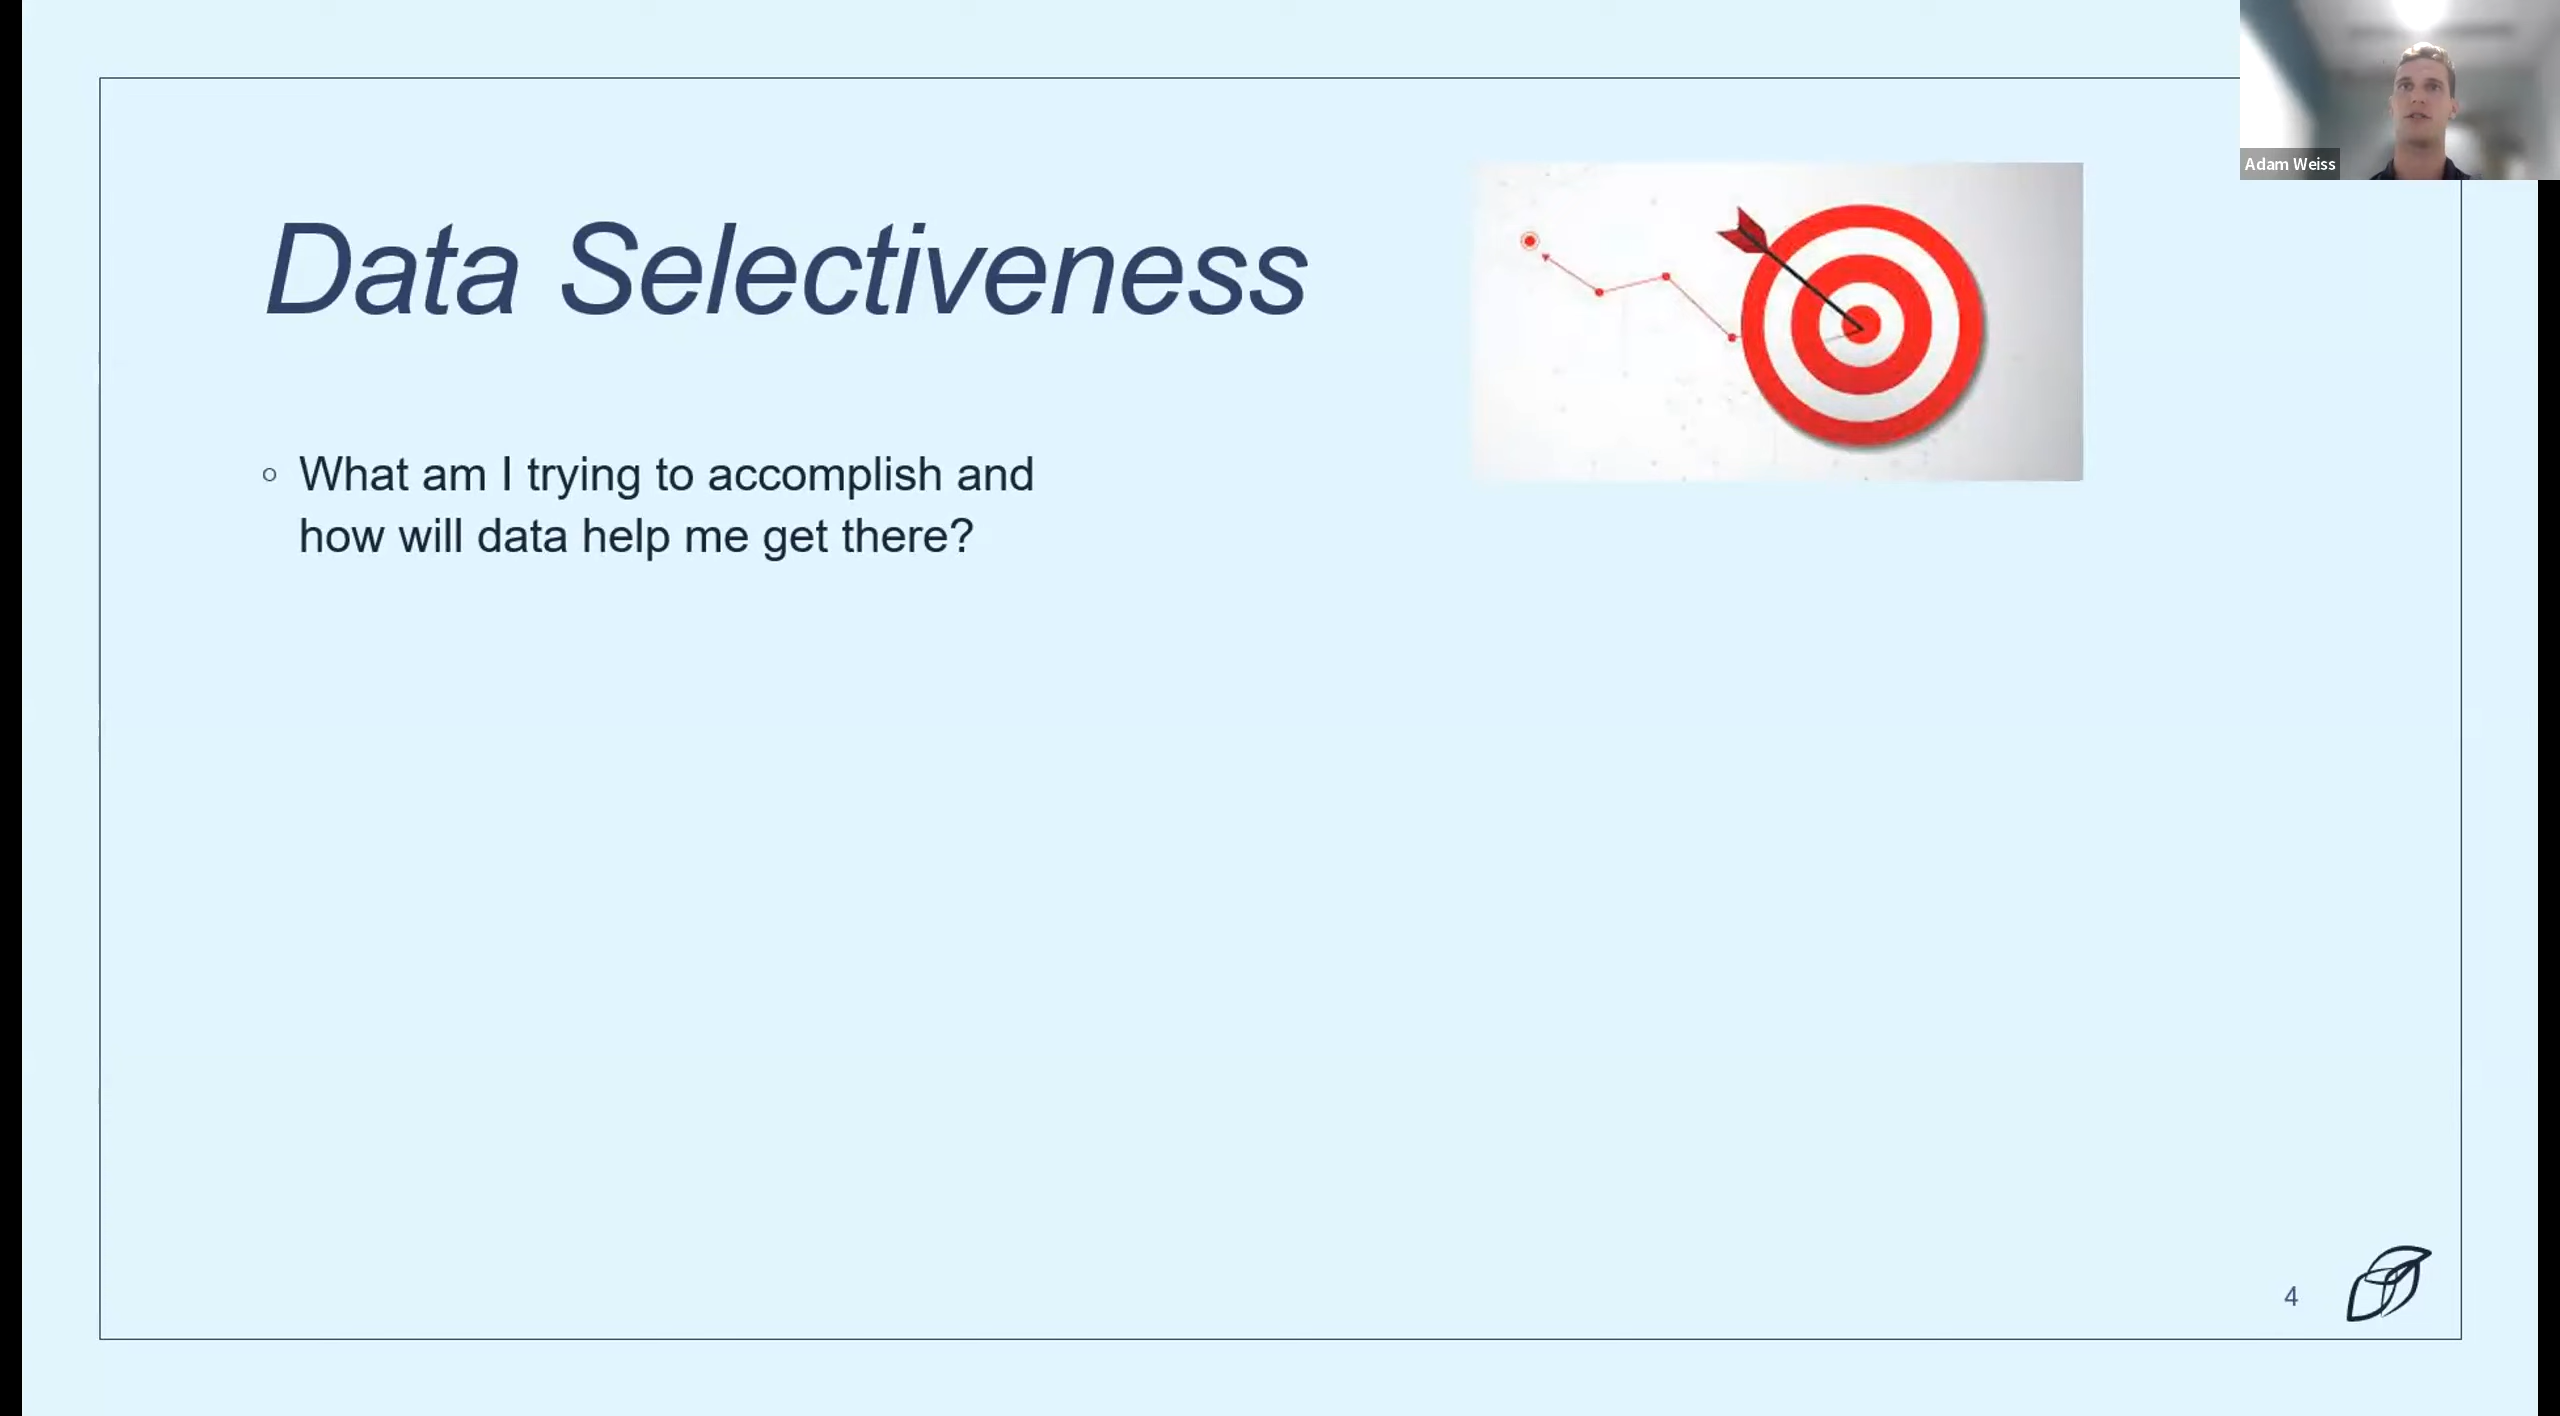 Adam Weiss
Data Selectiveness
What am I trying to accomplish and
how will data help me get there?
4